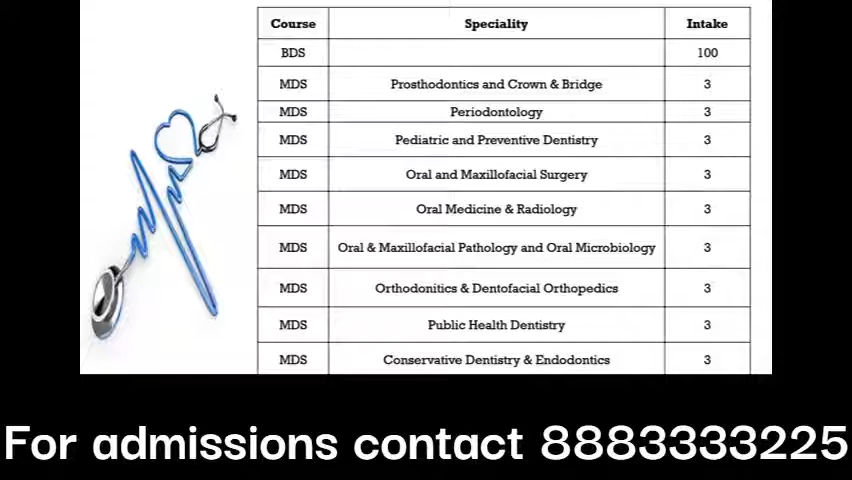 Course Speciality Intake
BDS 100
MDS Prosthodontics and Crown & Bridge 3
MDS Periodontology 3
MDS Pediatric and Preventive Dentistry 3
MDS Oral and Maxillofacial Surgery 3
MDS Oral Medicine & Radiology 3
MDS Oral & Maxillofacial Pathology and Oral Microbiology 3
MDS Orthodonitics & Dentofacial Orthopedics 3
MDS Public Health Dentistry 3
MDS Conservative Dentistry & Endodontics 3
For admissions contact 8883333225